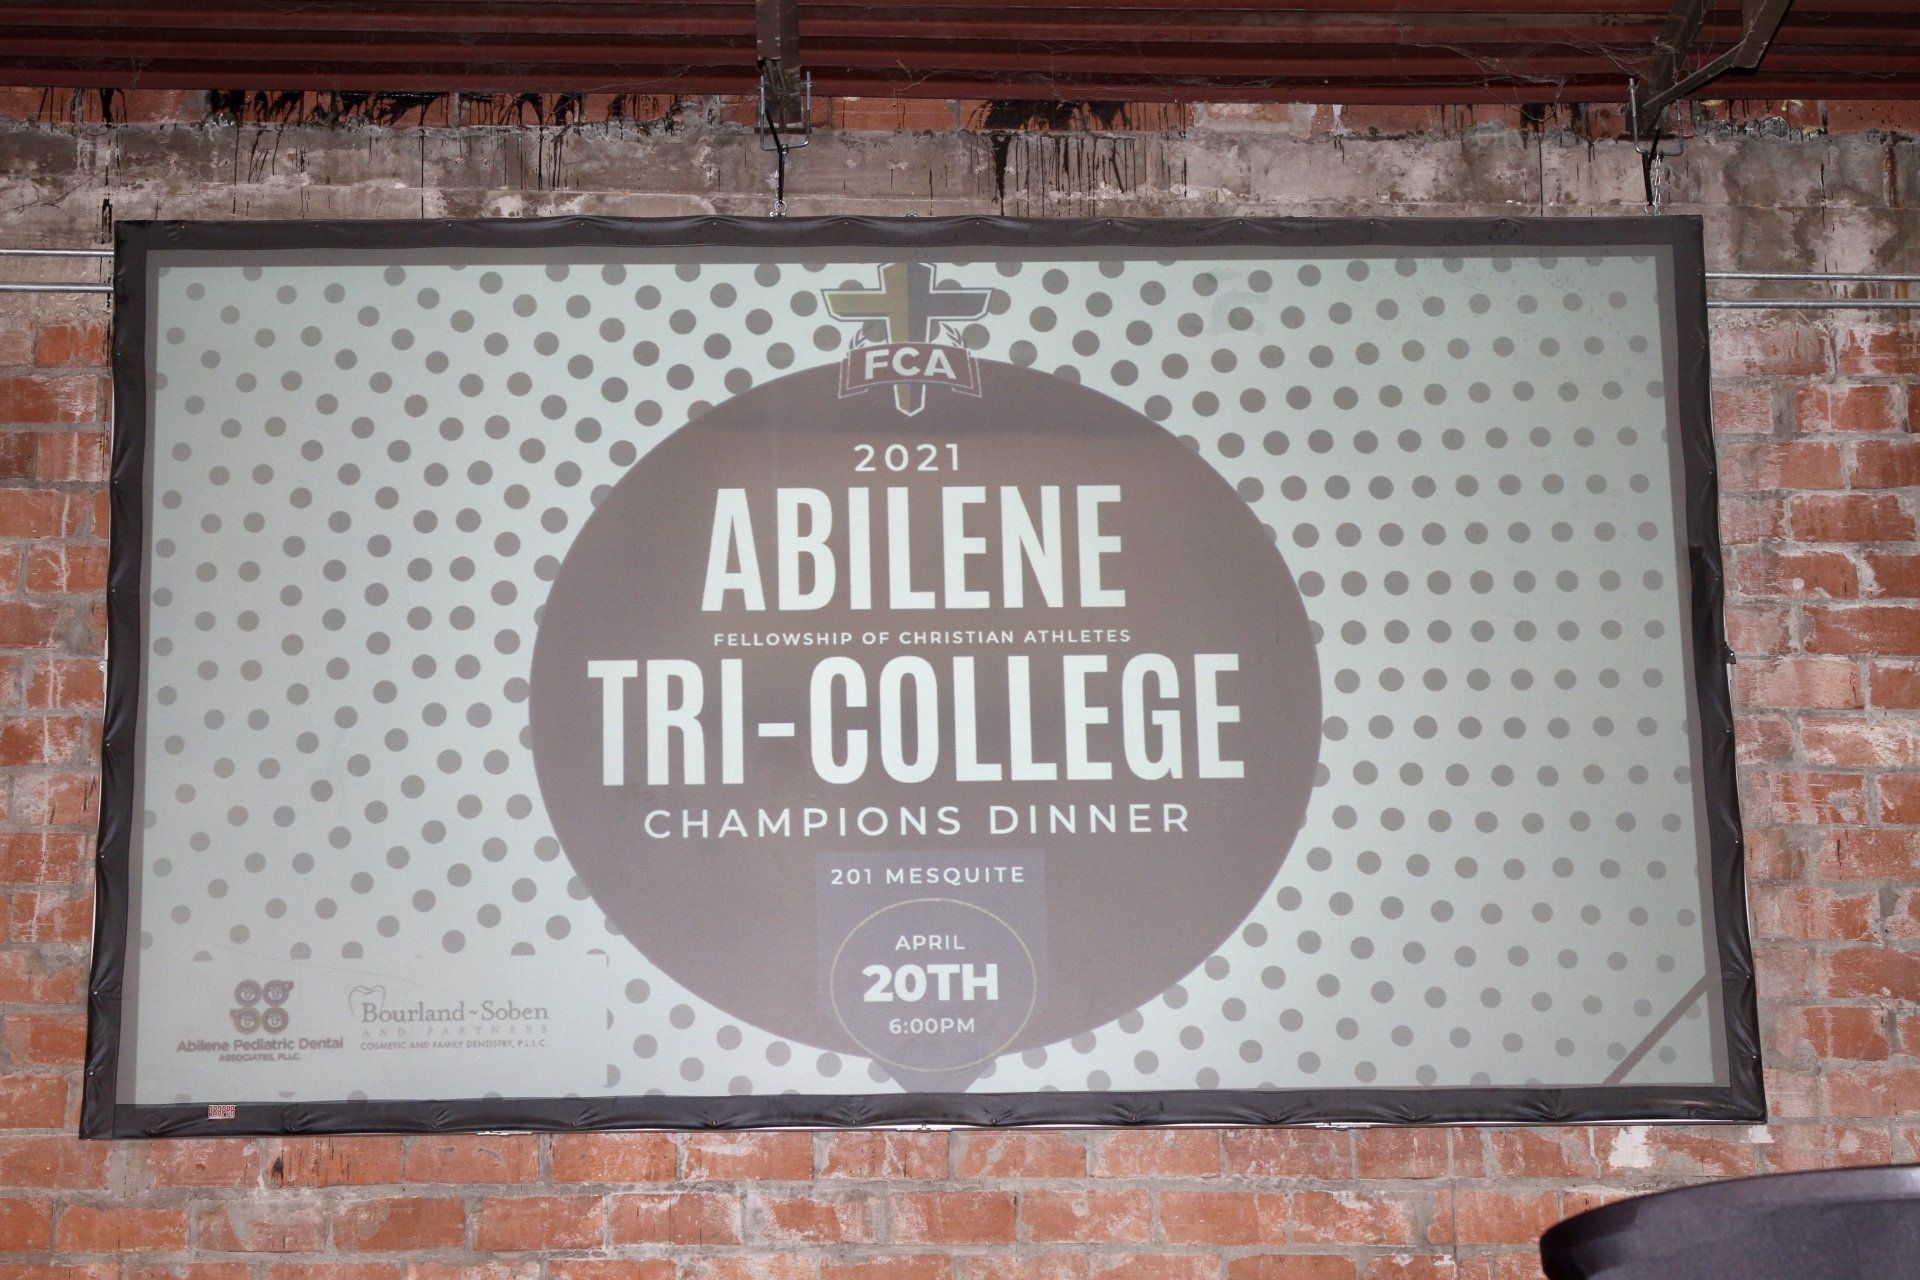 FCA
2021
ABILENE
FELLOWSHIP OF CHRISTIAN ATHLETES
TRI-COLLEGE
CHAMPIONS DINNER
201 MESQUITE
APRIL
20TH
6:00PM
Abilene Pediatric Dental
ASSOCIATES, PLLC.
Bourland~Soben
AND PARTNERS
COSMETIC AND FAMILY DENTISTRY, P.L.L.C.
DRAPER